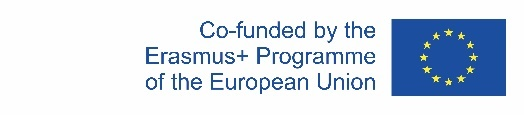 Co-funded by the
Erasmus+ Programme
of the European Union